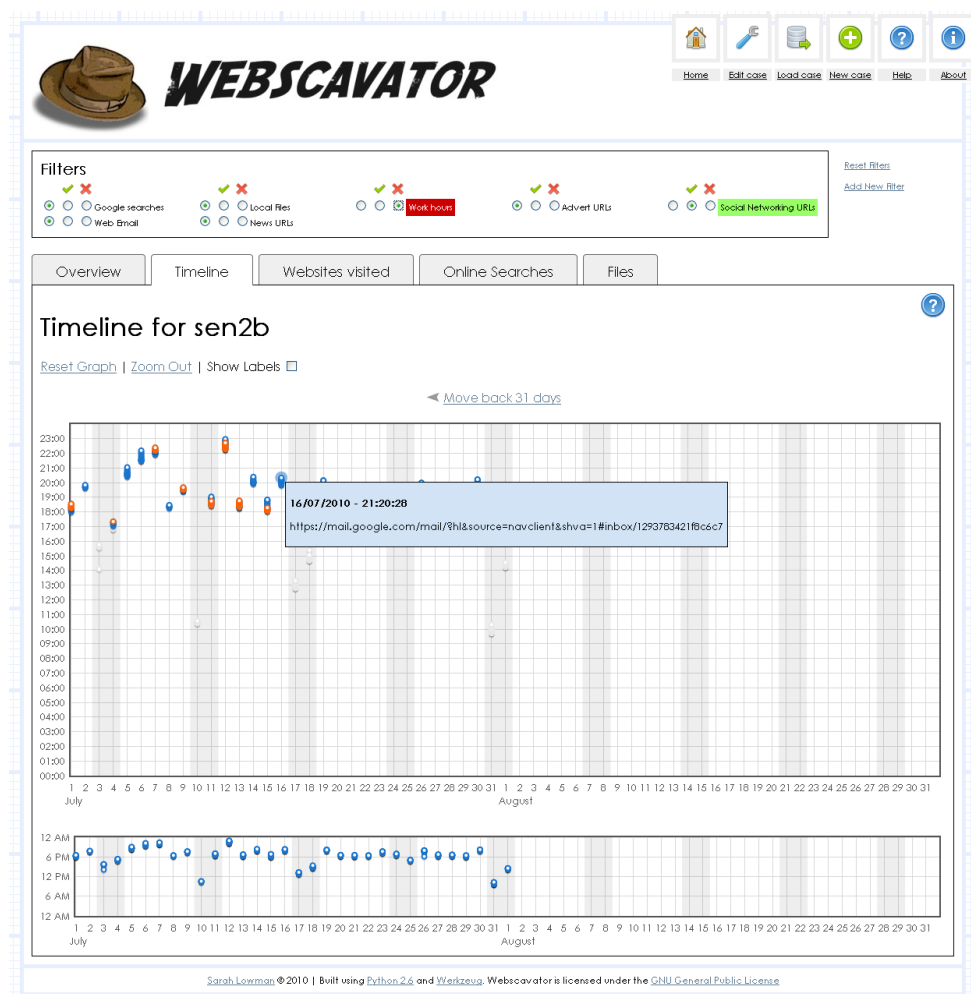 WEBSCAVATOR
Home Edit case Load case New case Help About
Filters
Reset Filters
Add New Filter
Google searches Local Files Work hours Advert URLs Social Networking URLs
Web Email News URLs
Overview Timeline Websites visited Online Searches Files
?
Timeline for sen2b
Reset Graph | Zoom Out | Show Labels
Move back 31 days
23:00
22:00
21:00
20:00
19:00
18:00
17:00
16:00
15:00
14:00
13:00
12:00
11:00
10:00
09:00
08:00
07:00
06:00
05:00
04:00
03:00
02:00
01:00
00:00
16/07/2010 - 21:20:28
https://mail.google.com/mail/?hl&source=navclient&shva=1#inbox/1293783421f8c6c7
1 2 3 4 5 6 7 8 9 10 11 12 13 14 15 16 17 18 19 20 21 22 23 24 25 26 27 28 29 30 31 1 2 3 4 5 6 7 8 9 10 11 12 13 14 15 16 17 18 19 20 21 22 23 24 25 26 27 28 29 30 31
July August
12 AM
6 PM
12 PM
6 AM
12 AM
1 2 3 4 5 6 7 8 9 10 11 12 13 14 15 16 17 18 19 20 21 22 23 24 25 26 27 28 29 30 31 1 2 3 4 5 6 7 8 9 10 11 12 13 14 15 16 17 18 19 20 21 22 23 24 25 26 27 28 29 30 31
July August
Sarah Lowman © 2010 | Built using Python 2.6 and Werkzeug. Webscavator is licensed under the GNU General Public License